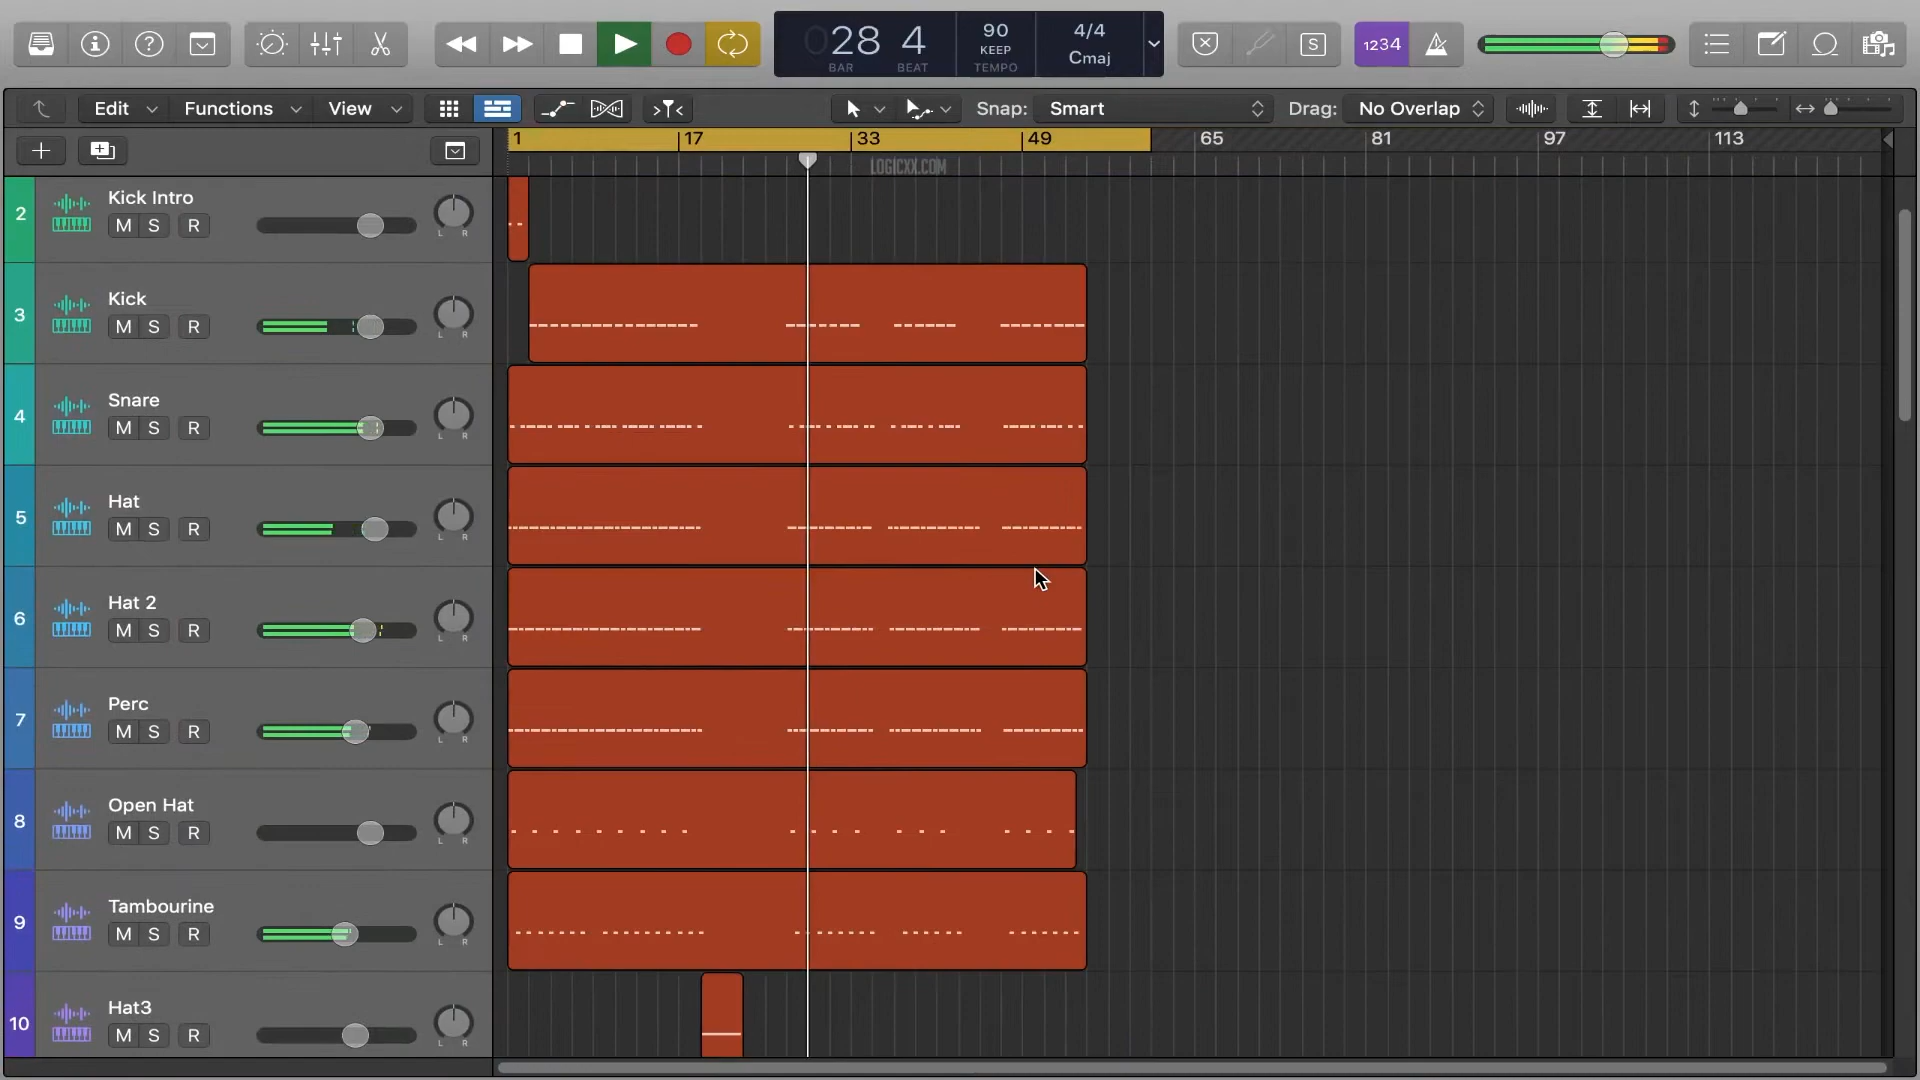 028 4
BAR BEAT
90
KEEP
TEMPO
4/4
Cmaj
S
1234
Edit
Functions
View
Snap: Smart
Drag: No Overlap
1 17 33 49 65 81 97 113
LOGICXX.COM
2 Kick Intro
M S R
L R
3 Kick
M S R
L R
4 Snare
M S R
L R
5 Hat
M S R
L R
6 Hat 2
M S R
L R
7 Perc
M S R
L R
8 Open Hat
M S R
L R
9 Tambourine
M S R
L R
10 Hat3
M S R
L R